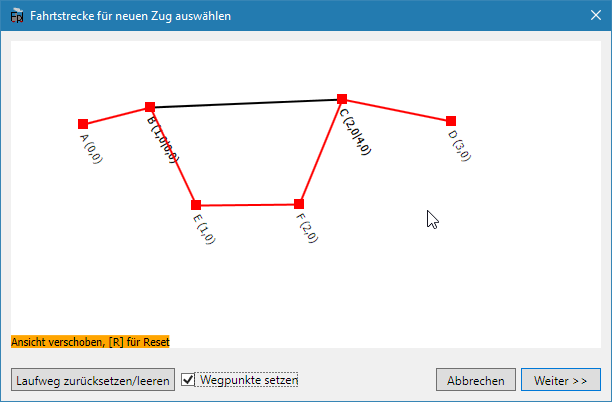 Fahrtstrecke für neuen Zug auswählen
A (0,0)
B (1,0|0,0)
C (2,0|4,0)
D (3,0)
E (1,0)
F (2,0)
Ansicht verschoben, [R] für Reset
Laufweg zurücksetzen/leeren
Wegpunkte setzen
Abbrechen
Weiter >>